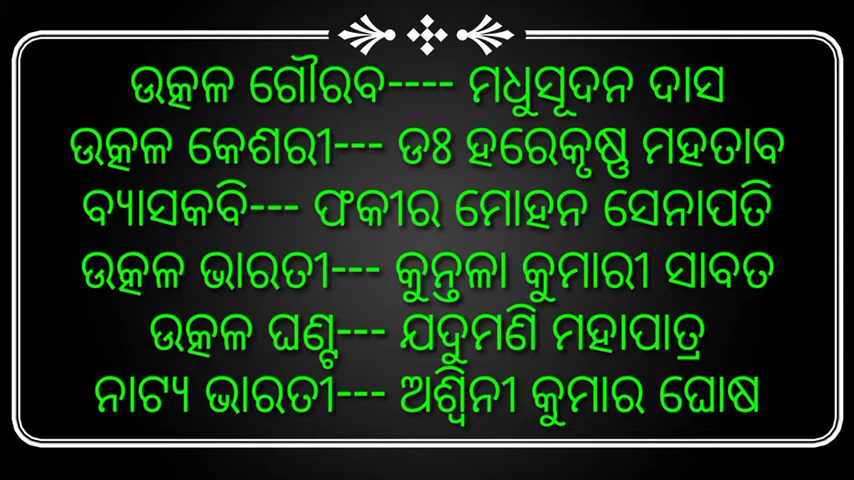 ଉତ୍କଳ ଗୌରବ---- ମଧୁସୂଦନ ଦାସ
ଉତ୍କଳ କେଶରୀ--- ଡଃ ହରେକୃଷ୍ଣ ମହତାବ
ବ୍ୟାସକବି--- ଫକୀର ମୋହନ ସେନାପତି
ଉତ୍କଳ ଭାରତୀ--- କୁନ୍ତଳା କୁମାରୀ ସାବତ
ଉତ୍କଳ ଘଣ୍ଟ--- ଯଦୁମଣି ମହାପାତ୍ର
ନାଟ୍ୟ ଭାରତୀ--- ଅଶ୍ୱିନୀ କୁମାର ଘୋଷ